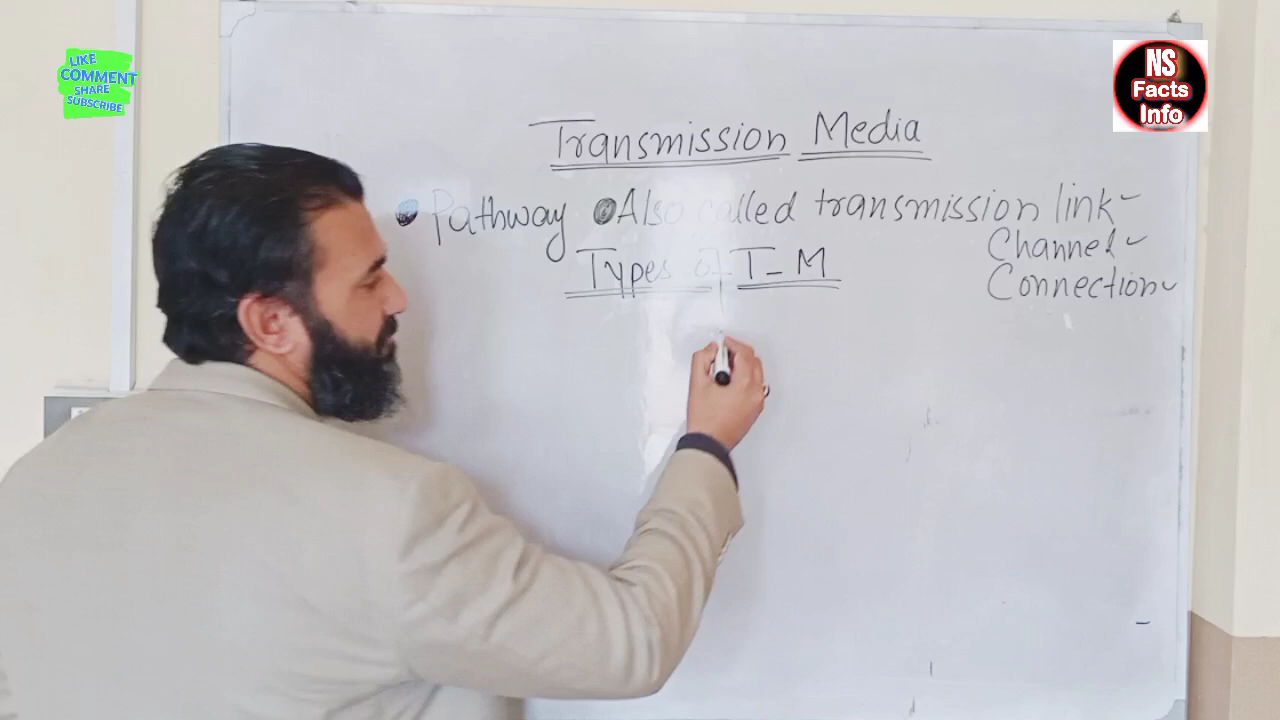 LIKE
COMMENT
SHARE
SUBSCRIBE
NS
Facts
Info
Transmission Media
Pathway Also called transmission link-
Channel-
Types of T-M
Connection-